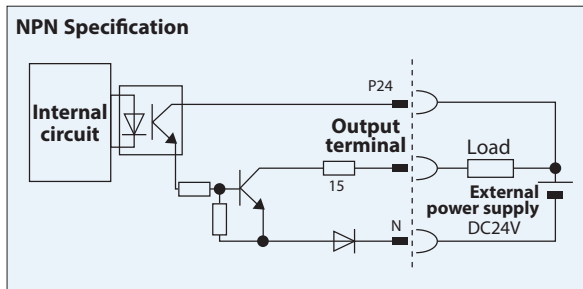 NPN Specification
P24
Internal
circuit
Output
terminal
Load
15
External
power supply
N
DC24V